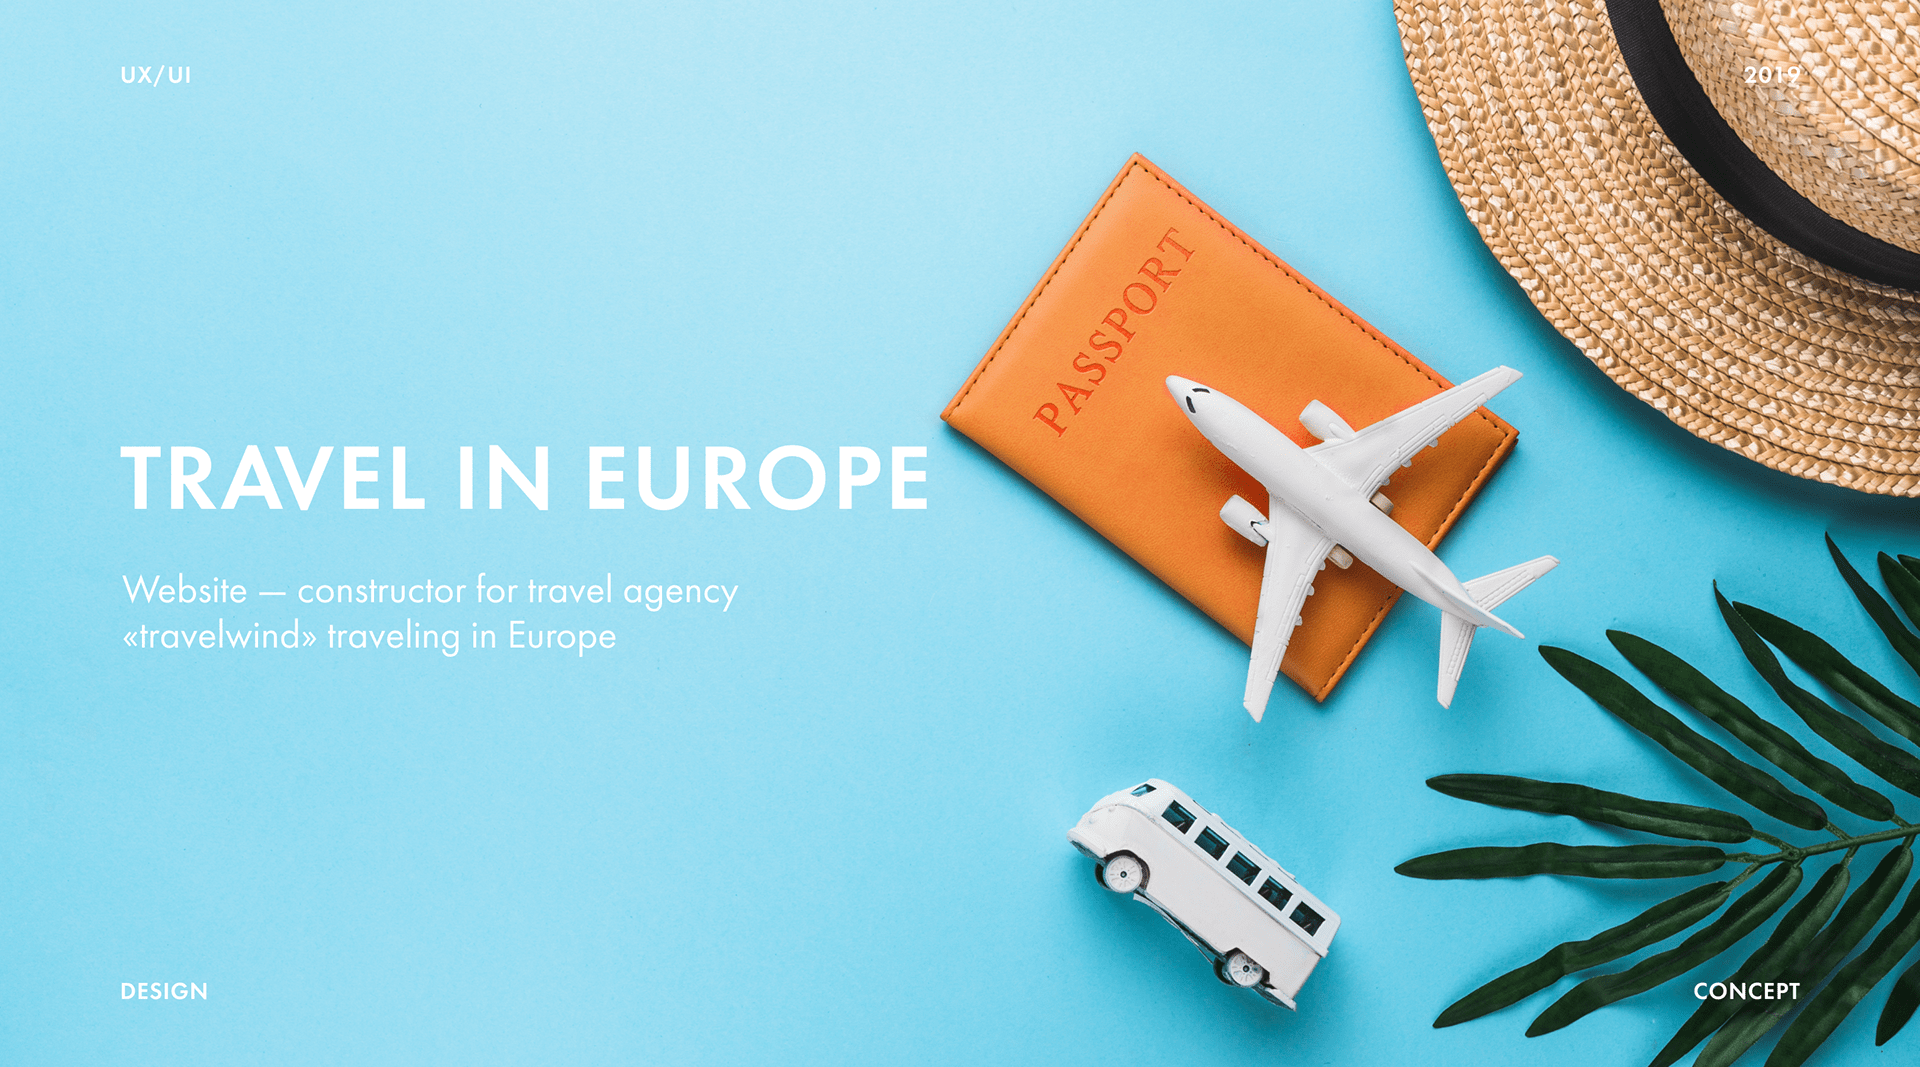 UX/UI
2019
PASSPORT
TRAVEL IN EUROPE
Website — constructor for travel agency
«travelwind» traveling in Europe
DESIGN
CONCEPT